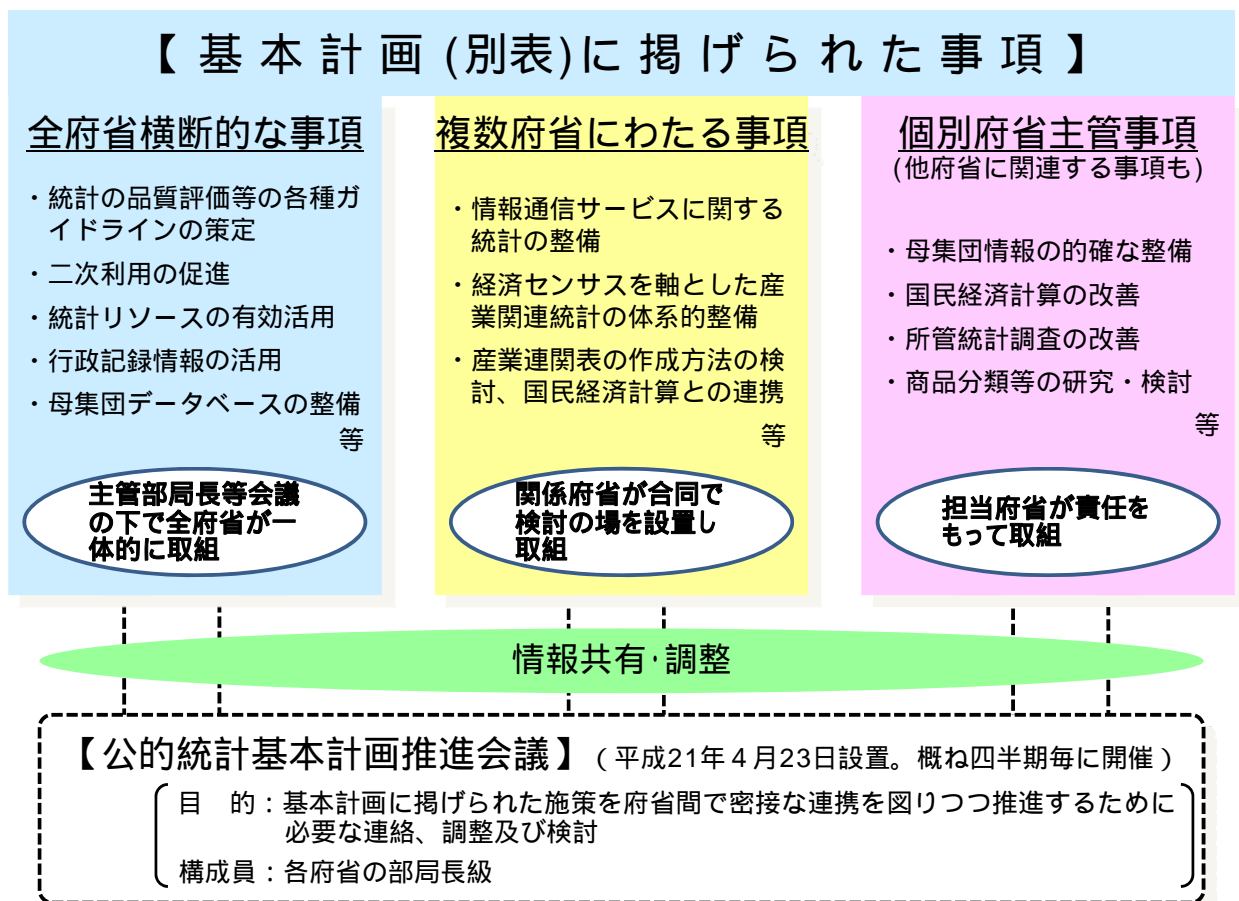 【基本計画(別表)に掲げられた事項】
全府省横断的な事項
・統計の品質評価等の各種ガ
イドラインの策定
・二次利用の促進
・統計リソースの有効活用
・行政記録情報の活用
・母集団データベースの整備
等
主管部局長等会議
の下で全府省が一
体的に取組
複数府省にわたる事項
・情報通信サービスに関する
統計の整備
・経済センサスを軸とした産
業関連統計の体系的整備
・産業連関表の作成方法の検
討、国民経済計算との連携
等
関係府省が合同で
検討の場を設置し
取組
個別府省主管事項
(他府省に関連する事項も)
・母集団情報の的確な整備
・国民経済計算の改善
・所管統計調査の改善
・商品分類等の研究・検討
等
担当府省が責任を
もって取組
情報共有・調整
【公的統計基本計画推進会議】(平成21年4月23日設置。概ね四半期毎に開催)
目 的：基本計画に掲げられた施策を府省間で密接な連携を図りつつ推進するために
必要な連絡、調整及び検討
構成員：各府省の部局長級